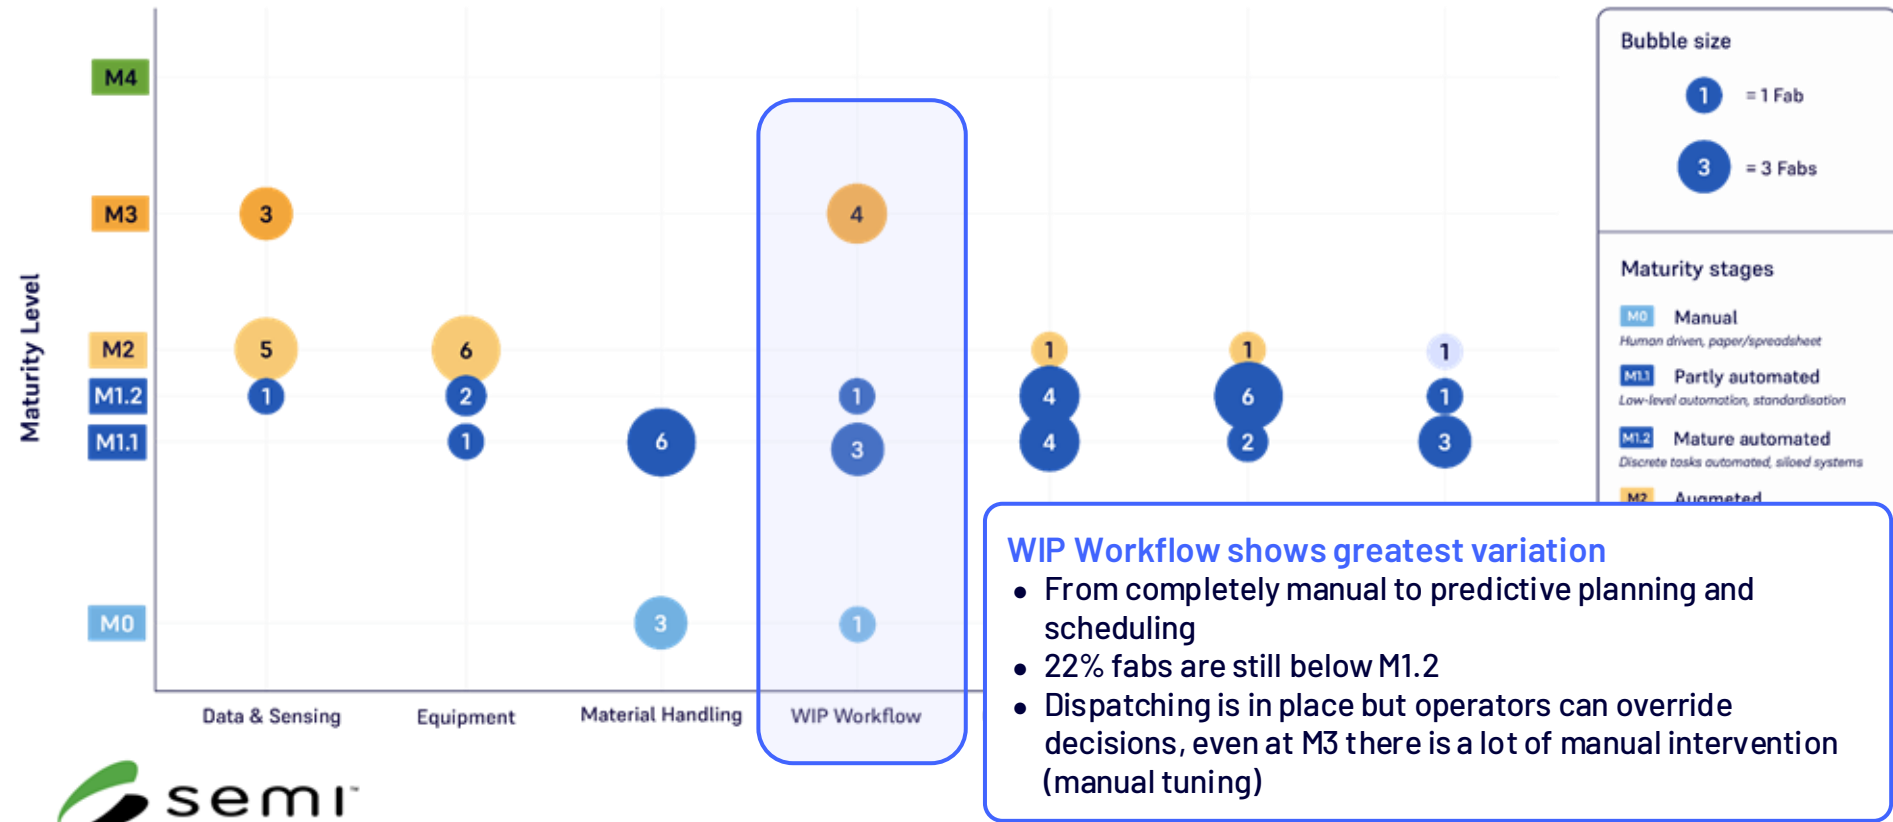 Maturity Level
M4
M3
M2
M1.2
M1.1
M0
3
5
1
6
2
1
6
3
4
1
3
1
1
4
4
1
6
2
1
1
3
Data & Sensing
Equipment
Material Handling
WIP Workflow
Bubble size
1 = 1 Fab
3 = 3 Fabs
Maturity stages
M0 Manual
Human driven, paper/spreadsheet
M1.1 Partly automated
Low-level automation, standardisation
M1.2 Mature automated
Discrete tasks automated, siloed systems
M2 Augmeted
WIP Workflow shows greatest variation
• From completely manual to predictive planning and
scheduling
• 22% fabs are still below M1.2
• Dispatching is in place but operators can override
decisions, even at M3 there is a lot of manual intervention
(manual tuning)
semi™